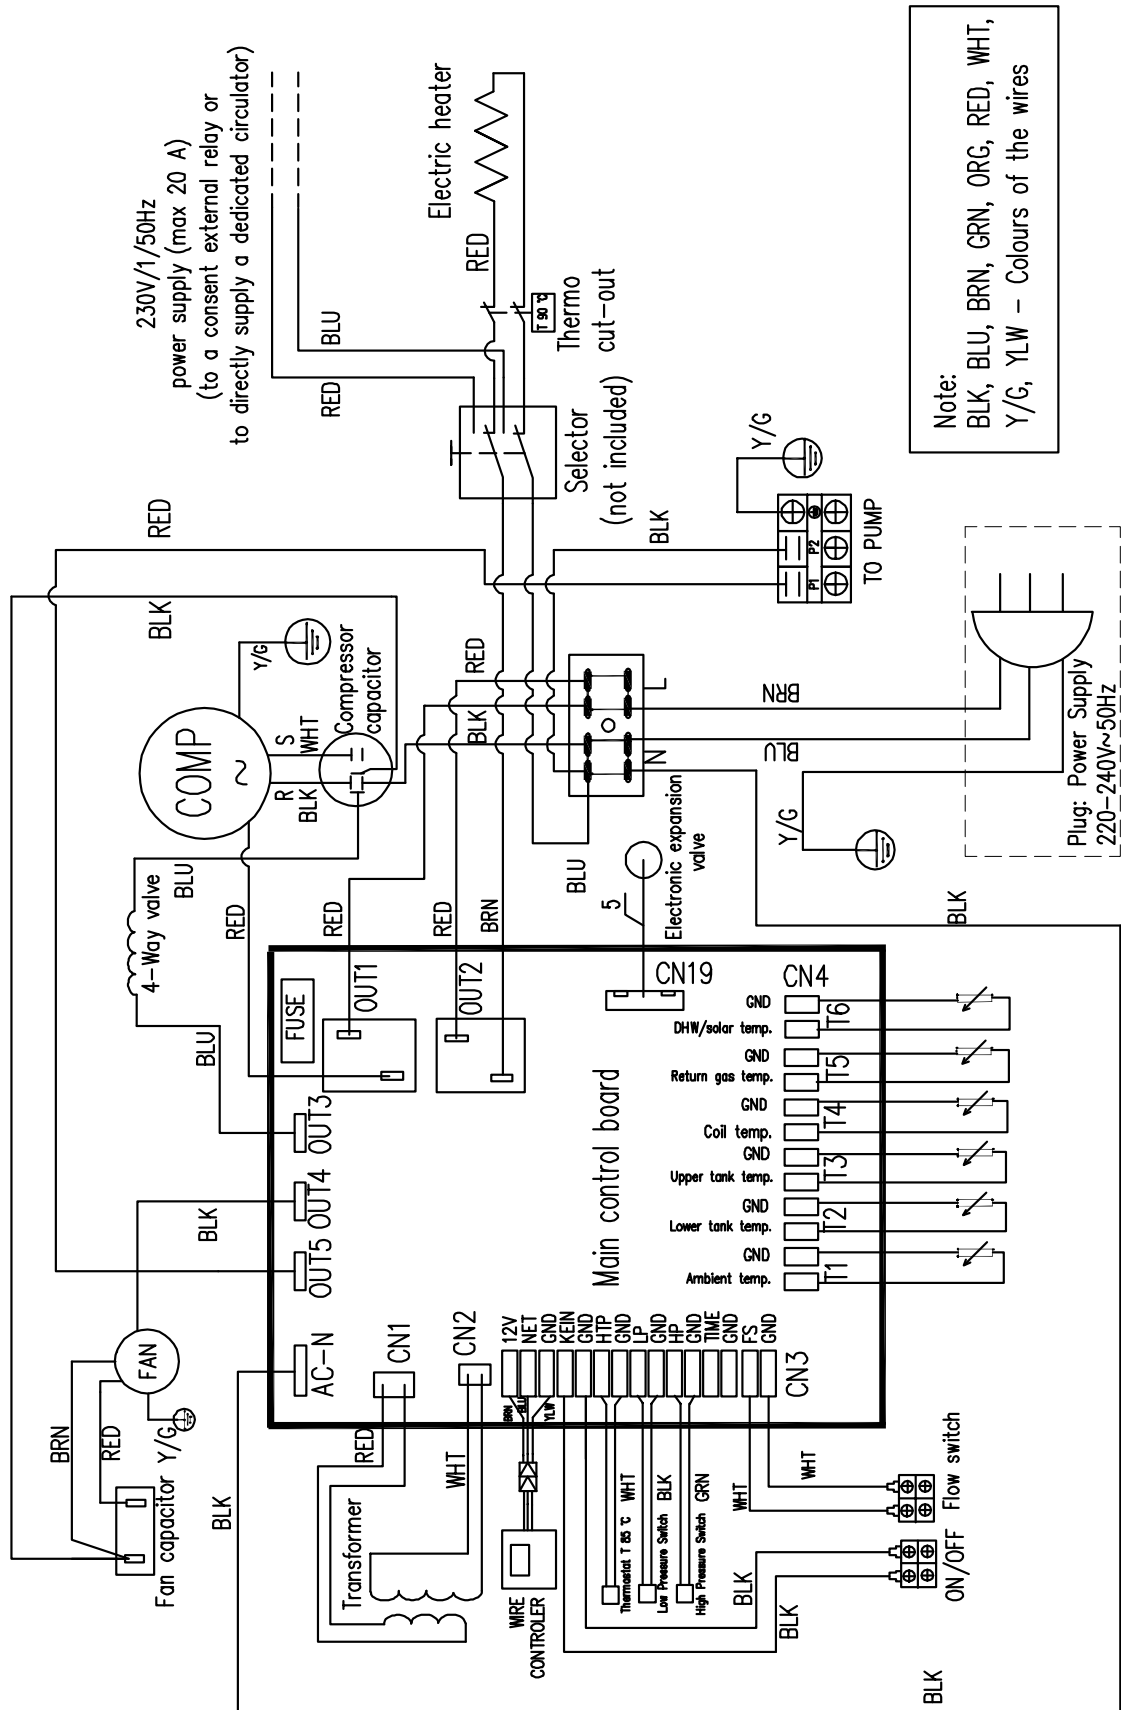 230V/1/50Hz
power supply (max 20 A)
(to a consent external relay or
to directly supply a dedicated circulator)
RED
BLU
Electric heater
RED
T 90 ℃
Thermo
cut-out
Selector
(not included)
Note:
BLK, BLU, BRN, GRN, ORG, RED, WHT,
Y/G, YLW - Colours of the wires
RED
BLK
BLK
Y/G
P1
P2
TO PUMP
COMP
~
Y/G
S
WHT
R
BLK
Compressor
capacitor
RED
BLK
L
N
BRN
BLU
Y/G
Plug: Power Supply
220-240V~50Hz
4-Way valve
BLU
BLU
RED
RED
RED
BRN
BLU
5
Electronic expansion
valve
BLK
FUSE
OUT1
OUT2
OUT3
OUT4
OUT5
AC-N
CN19
CN4
Main control board
GND
DHW/solar temp.
T6
GND
Return gas temp.
T5
GND
Coil temp.
T4
GND
Upper tank temp.
T3
GND
Lower tank temp.
T2
GND
Ambient temp.
T1
BLK
FAN
Y/G
BRN
RED
Fan capacitor
BLK
CN1
CN2
RED
WHT
Transformer
12V
NET
GND
KEIN
GND
HTP
GND
LP
GND
HP
GND
TIME
GND
FS
GND
CN3
BRN
BLU
YLW
WIRE
CONTROLER
Thermostat T 85 ℃ WHT
Low Pressure Switch BLK
High Pressure Switch GRN
WHT
WHT
Flow switch
BLK
BLK
ON/OFF
BLK